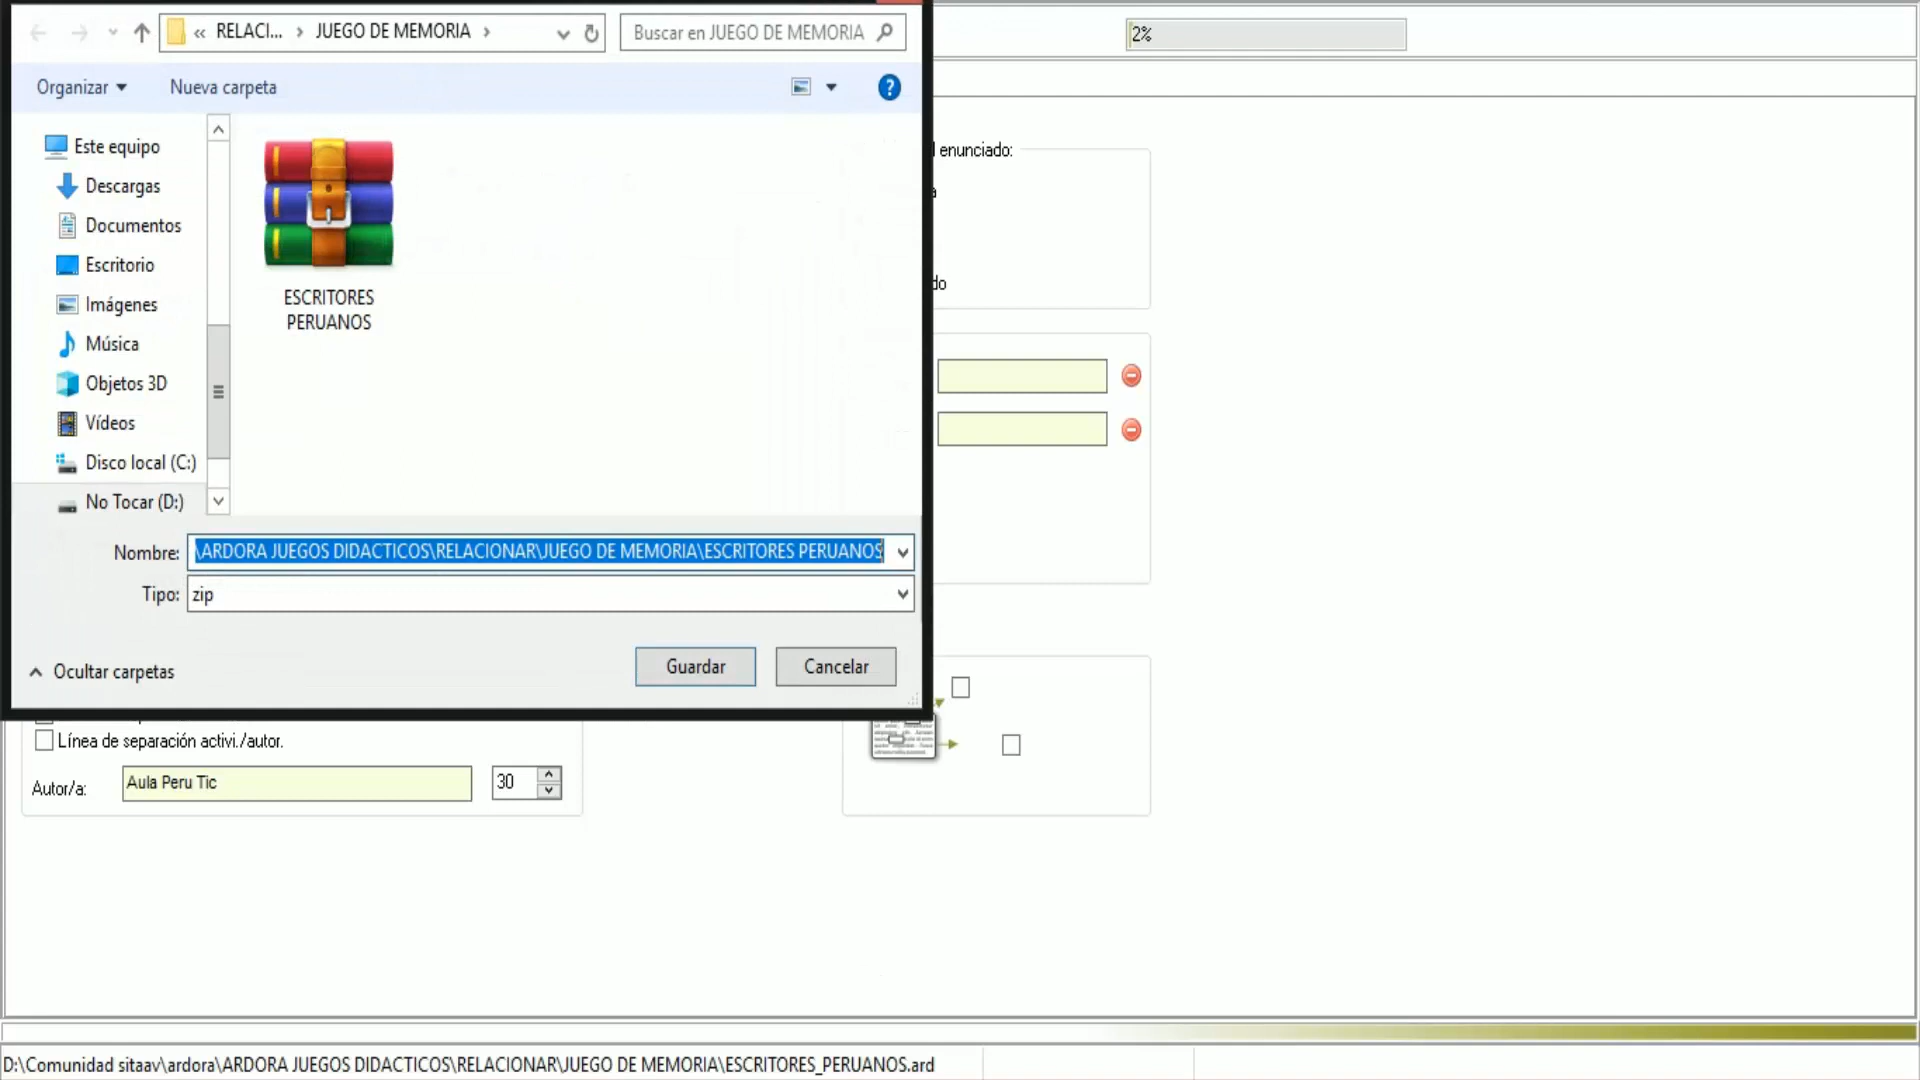 « RELACI... › JUEGO DE MEMORIA ›
Buscar en JUEGO DE MEMORIA
2%
Organizar
Nueva carpeta
?
Este equipo
Descargas
Documentos
Escritorio
Imágenes
Música
Objetos 3D
Vídeos
Disco local (C:)
No Tocar (D:)
ESCRITORES
PERUANOS
l enunciado:
a
do
Nombre: \ARDORA JUEGOS DIDACTICOS\RELACIONAR\JUEGO DE MEMORIA\ESCRITORES PERUANOS
Tipo: zip
Ocultar carpetas
Guardar
Cancelar
Línea de separación activi./autor.
Autor/a: Aula Peru Tic 30
D:\Comunidad sitaav\ardora\ARDORA JUEGOS DIDACTICOS\RELACIONAR\JUEGO DE MEMORIA\ESCRITORES_PERUANOS.ard